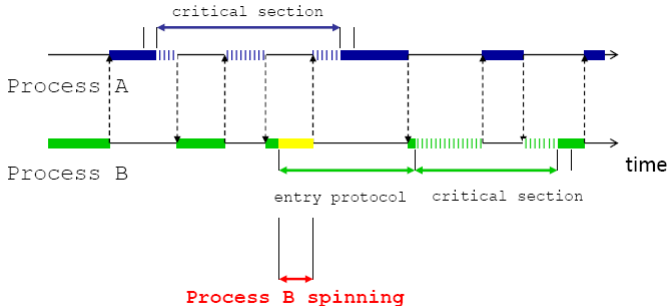 critical section
Process A
Process B
time
entry protocol
critical section
Process B spinning